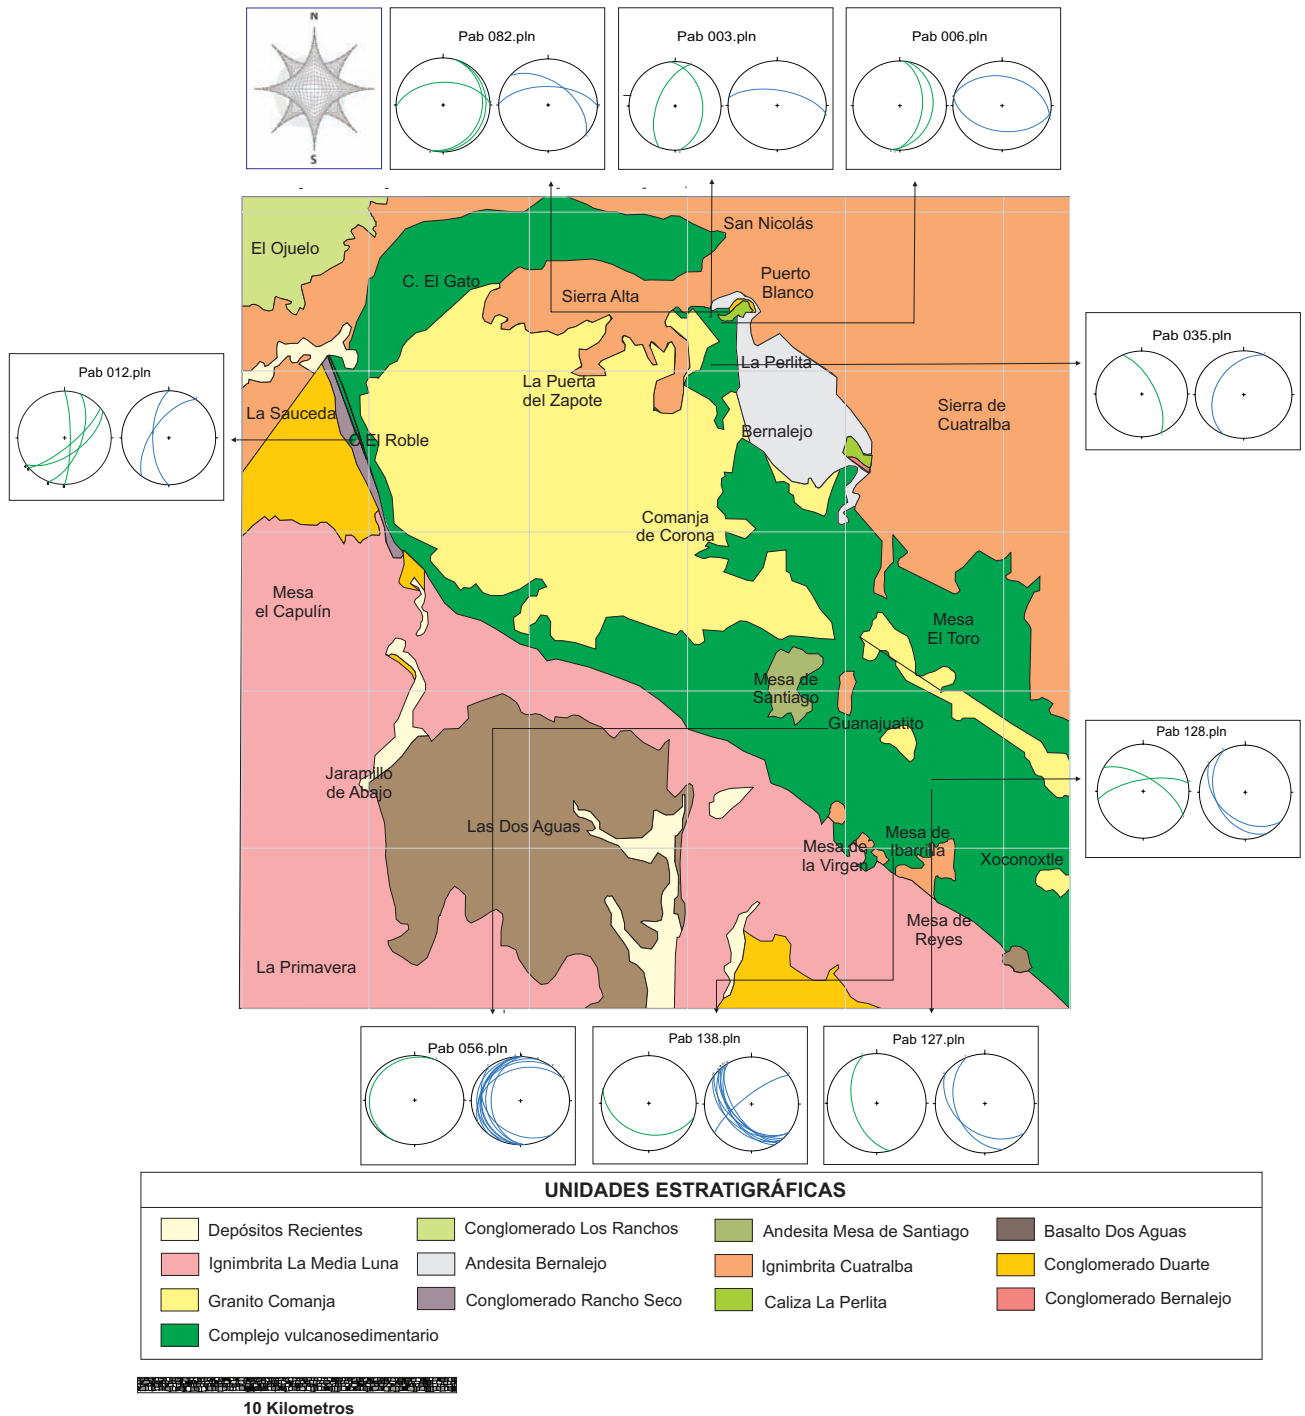 N
S
Pab 082.pln
Pab 003.pln
Pab 006.pln
El Ojuelo
San Nicolás
C. El Gato
Sierra Alta
Puerto
Blanco
Pab 035.pln
Pab 012.pln
La Perlita
La Puerta
del Zapote
Sierra de
Cuatralba
La Sauceda
C. El Roble
Bernalejo
Comanja
de Corona
Mesa
el Capulín
Mesa
El Toro
Mesa de
Santiago
Guanajuatito
Pab 128.pln
Jaramillo
de Abajo
Las Dos Aguas
Mesa de
la Virgen
Mesa de
Ibarrilla
Xoconoxtle
Mesa de
Reyes
La Primavera
Pab 056.pln
Pab 138.pln
Pab 127.pln
UNIDADES ESTRATIGRÁFICAS
Depósitos Recientes
Conglomerado Los Ranchos
Andesita Mesa de Santiago
Basalto Dos Aguas
Ignimbrita La Media Luna
Andesita Bernalejo
Ignimbrita Cuatralba
Conglomerado Duarte
Granito Comanja
Conglomerado Rancho Seco
Caliza La Perlita
Conglomerado Bernalejo
Complejo vulcanosedimentario
10 Kilometros